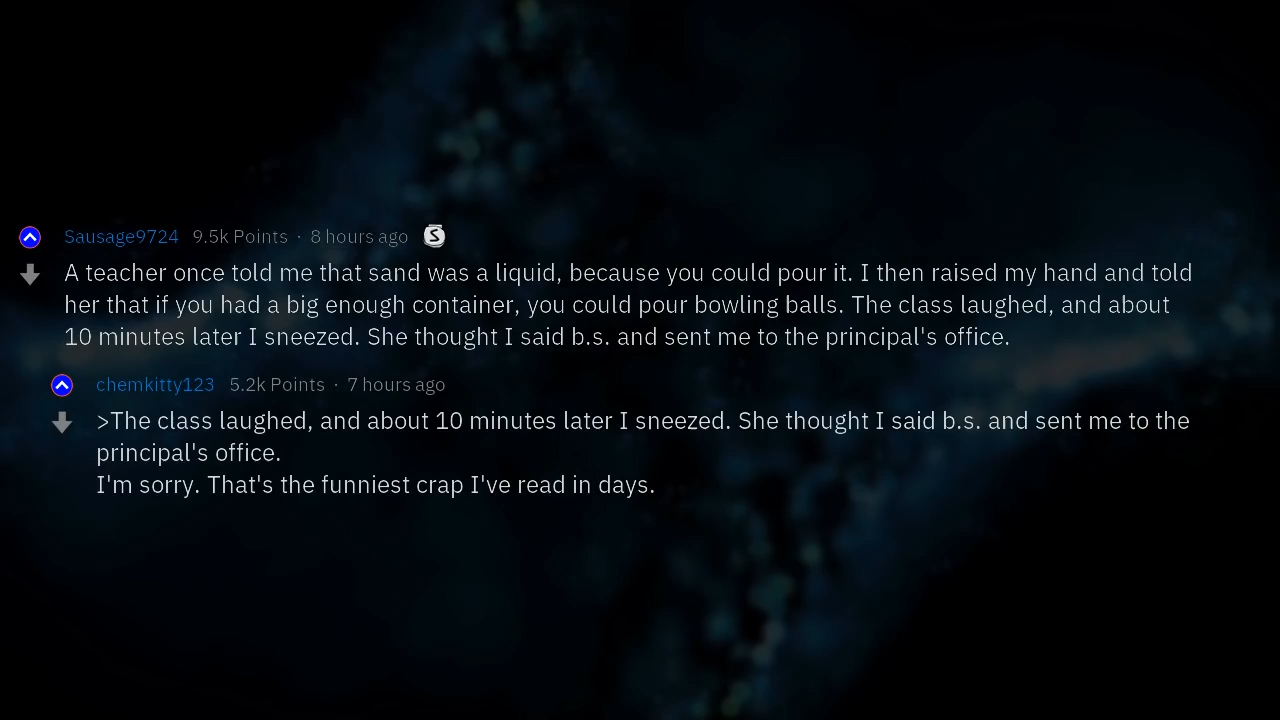 Sausage9724 9.5k Points · 8 hours ago S
A teacher once told me that sand was a liquid, because you could pour it. I then raised my hand and told
her that if you had a big enough container, you could pour bowling balls. The class laughed, and about
10 minutes later I sneezed. She thought I said b.s. and sent me to the principal's office.
chemkitty123 5.2k Points · 7 hours ago
>The class laughed, and about 10 minutes later I sneezed. She thought I said b.s. and sent me to the
principal's office.
I'm sorry. That's the funniest crap I've read in days.